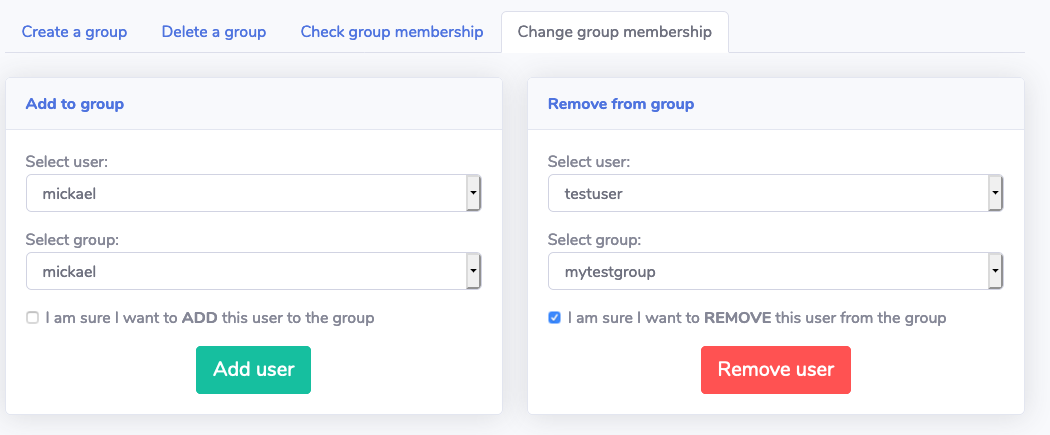 Create a group
Delete a group
Check group membership
Change group membership
Add to group
Select user:
mickael
Select group:
mickael
I am sure I want to ADD this user to the group
Add user
Remove from group
Select user:
testuser
Select group:
mytestgroup
I am sure I want to REMOVE this user from the group
Remove user